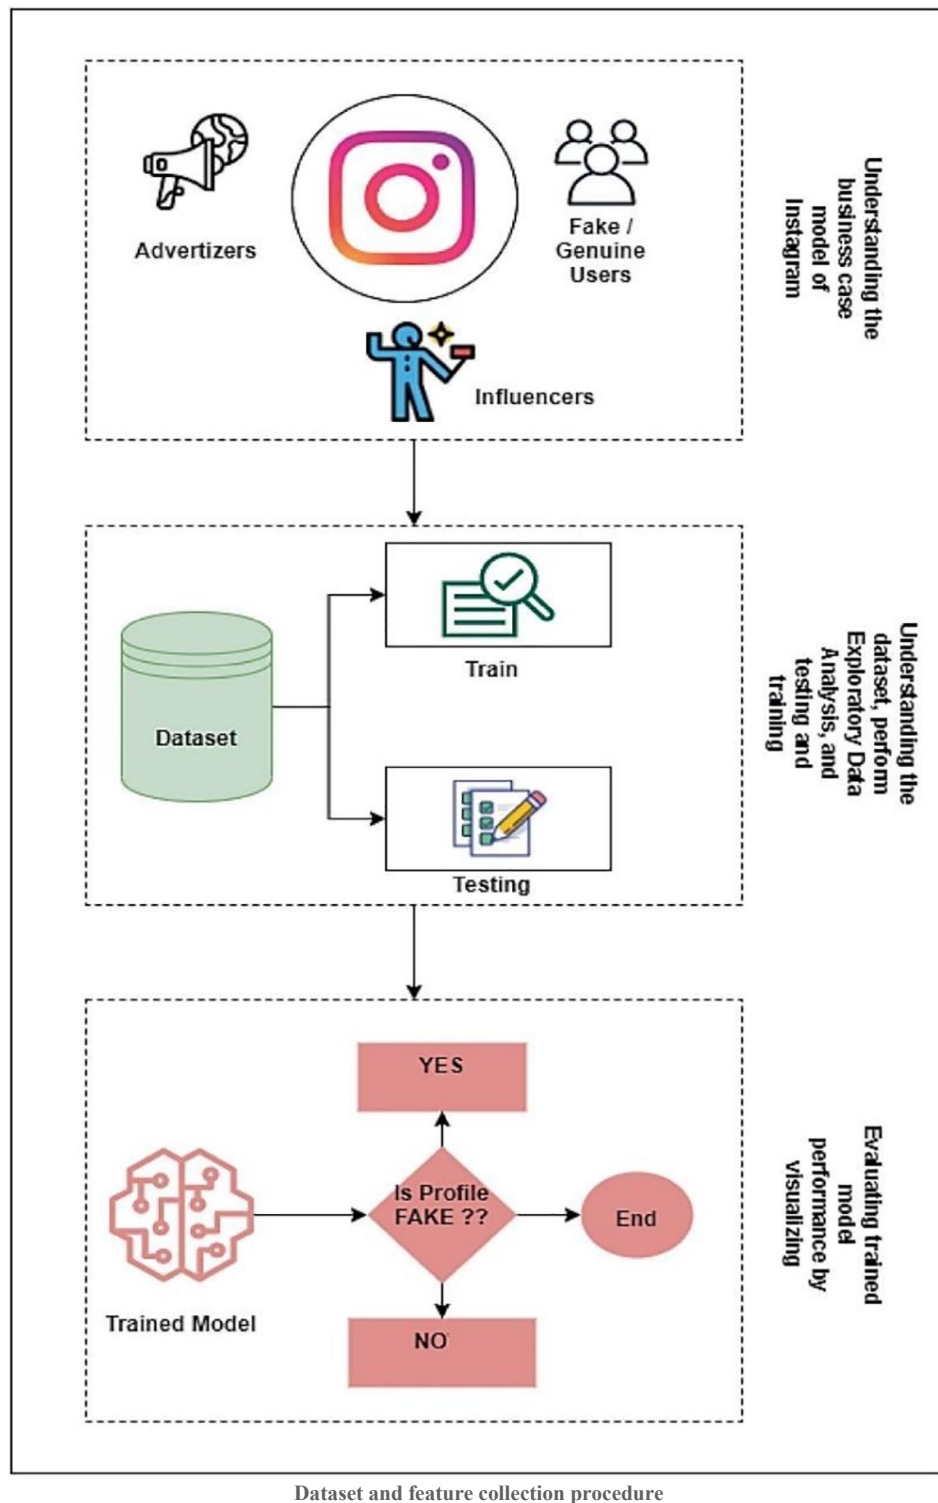 Advertizers
Fake /
Genuine
Users
Influencers
Understanding the
business case
model of
Instagram
Dataset
Train
Testing
Understanding the
dataset, perform
Exploratory Data
Analysis, and
testing and
training
YES
Is Profile
FAKE ??
End
Trained Model
NO
Evaluating trained
model
performance by
visualizing
Dataset and feature collection procedure